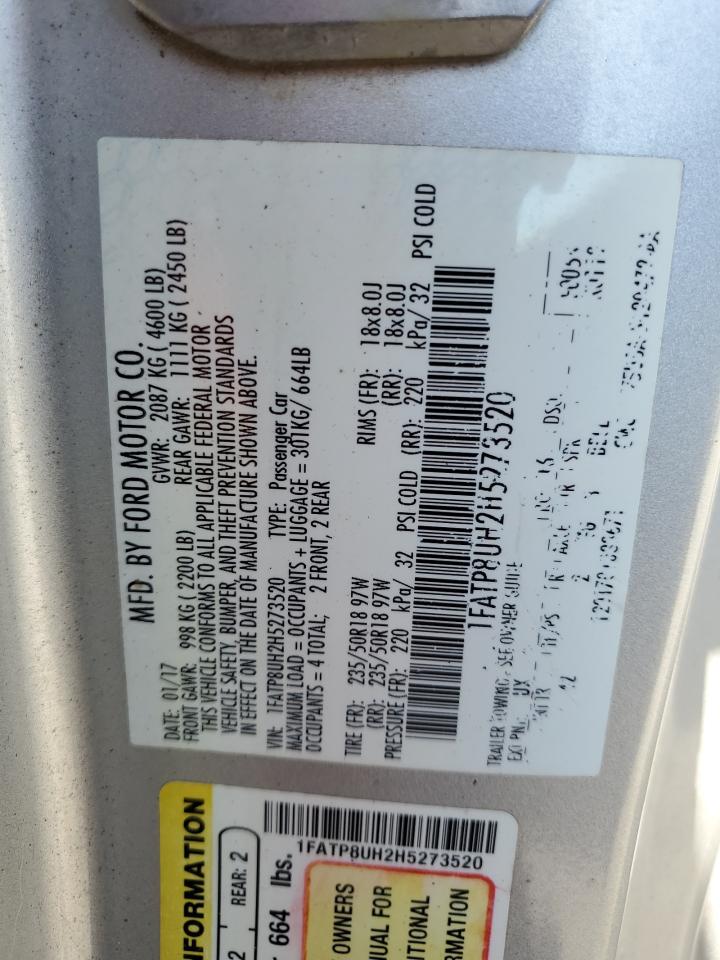 MFD. BY FORD MOTOR CO.
DATE: 01/17 GVWR: 2087 KG ( 4600 LB)
FRONT GAWR: 998 KG ( 2200 LB) REAR GAWR: 1111 KG ( 2450 LB)
THIS VEHICLE CONFORMS TO ALL APPLICABLE FEDERAL MOTOR
VEHICLE SAFETY, BUMPER, AND THEFT PREVENTION STANDARDS
IN EFFECT ON THE DATE OF MANUFACTURE SHOWN ABOVE.
VIN: 1FATP8UH2H5273520 TYPE: Passenger Car
MAXIMUM LOAD = OCCUPANTS + LUGGAGE = 301KG/ 664LB
OCCUPANTS = 4 TOTAL; 2 FRONT, 2 REAR
TIRE (FR): 235/50R18 97W RIMS (FR): 18x8.0J
(RR): 235/50R18 97W (RR): 18x8.0J
PRESSURE (FR): 220 kPa/ 32 PSI COLD (RR): 220 kPa/ 32 PSI COLD
1FATP8UH2H5273520
TRAILER TOWING- SEE OWNER GUIDE
UX
INFORMATION
REAR: 2
664 lbs.
1FATP8UH2H5273520
OWNERS
FOR